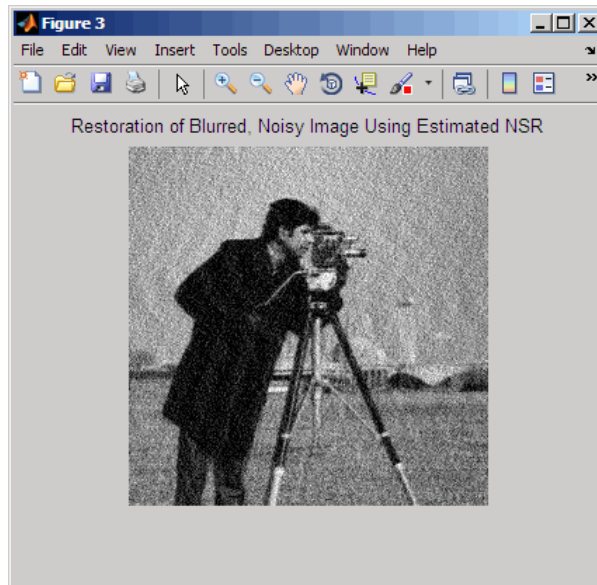 Figure 3
File Edit View Insert Tools Desktop Window Help
Restoration of Blurred, Noisy Image Using Estimated NSR